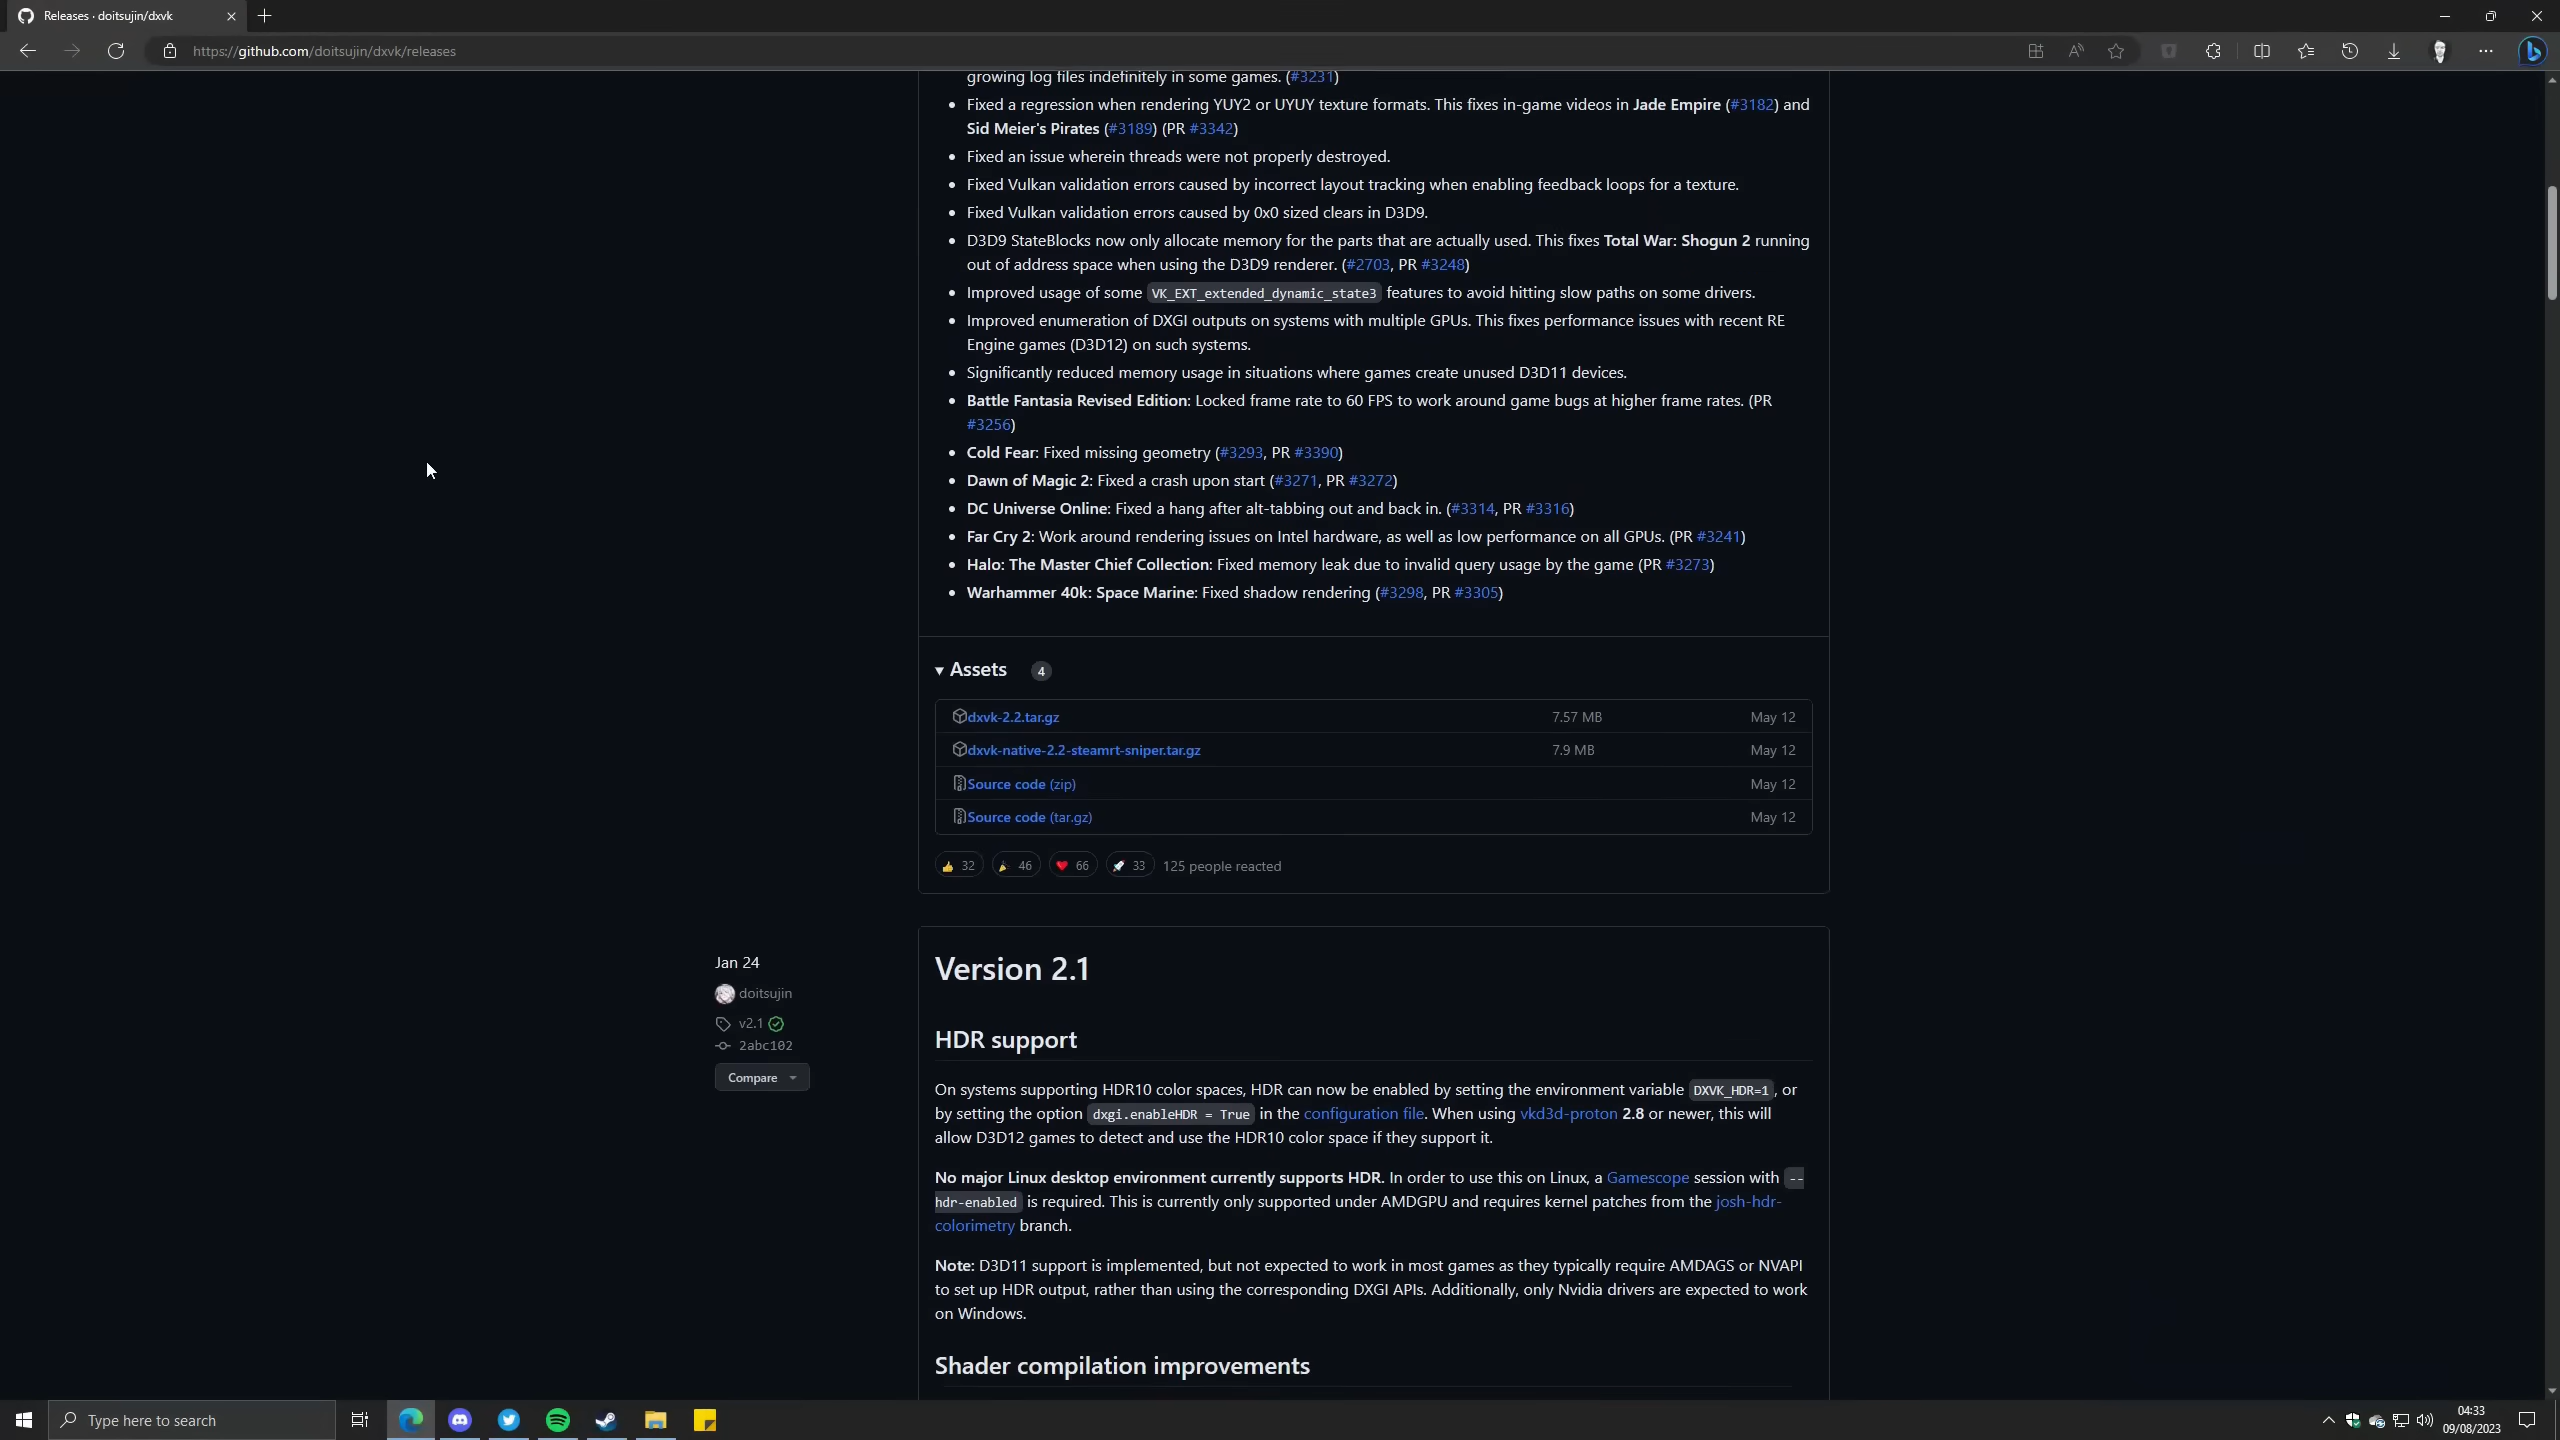 Releases · doitsujin/dxvk
https://github.com/doitsujin/dxvk/releases
growing log files indefinitely in some games. (#3231)
• Fixed a regression when rendering YUY2 or UYUY texture formats. This fixes in-game videos in Jade Empire (#3182) and
Sid Meier's Pirates (#3189) (PR #3342)
• Fixed an issue wherein threads were not properly destroyed.
• Fixed Vulkan validation errors caused by incorrect layout tracking when enabling feedback loops for a texture.
• Fixed Vulkan validation errors caused by 0x0 sized clears in D3D9.
• D3D9 StateBlocks now only allocate memory for the parts that are actually used. This fixes Total War: Shogun 2 running
out of address space when using the D3D9 renderer. (#2703, PR #3248)
• Improved usage of some VK_EXT_extended_dynamic_state3 features to avoid hitting slow paths on some drivers.
• Improved enumeration of DXGI outputs on systems with multiple GPUs. This fixes performance issues with recent RE
Engine games (D3D12) on such systems.
• Significantly reduced memory usage in situations where games create unused D3D11 devices.
• Battle Fantasia Revised Edition: Locked frame rate to 60 FPS to work around game bugs at higher frame rates. (PR
#3256)
• Cold Fear: Fixed missing geometry (#3293, PR #3390)
• Dawn of Magic 2: Fixed a crash upon start (#3271, PR #3272)
• DC Universe Online: Fixed a hang after alt-tabbing out and back in. (#3314, PR #3316)
• Far Cry 2: Work around rendering issues on Intel hardware, as well as low performance on all GPUs. (PR #3241)
• Halo: The Master Chief Collection: Fixed memory leak due to invalid query usage by the game (PR #3273)
• Warhammer 40k: Space Marine: Fixed shadow rendering (#3298, PR #3305)
Assets 4
dxvk-2.2.tar.gz 7.57 MB May 12
dxvk-native-2.2-steamrt-sniper.tar.gz 7.9 MB May 12
Source code (zip) May 12
Source code (tar.gz) May 12
32 46 66 33 125 people reacted
Jan 24
doitsujin
v2.1
2abc102
Compare
Version 2.1
HDR support
On systems supporting HDR10 color spaces, HDR can now be enabled by setting the environment variable DXVK_HDR=1, or
by setting the option dxgi.enableHDR = True in the configuration file. When using vkd3d-proton 2.8 or newer, this will
allow D3D12 games to detect and use the HDR10 color space if they support it.
No major Linux desktop environment currently supports HDR. In order to use this on Linux, a Gamescope session with --
hdr-enabled is required. This is currently only supported under AMDGPU and requires kernel patches from the josh-hdr-
colorimetry branch.
Note: D3D11 support is implemented, but not expected to work in most games as they typically require AMDAGS or NVAPI
to set up HDR output, rather than using the corresponding DXGI APIs. Additionally, only Nvidia drivers are expected to work
on Windows.
Shader compilation improvements
Type here to search
04:33
09/08/2023